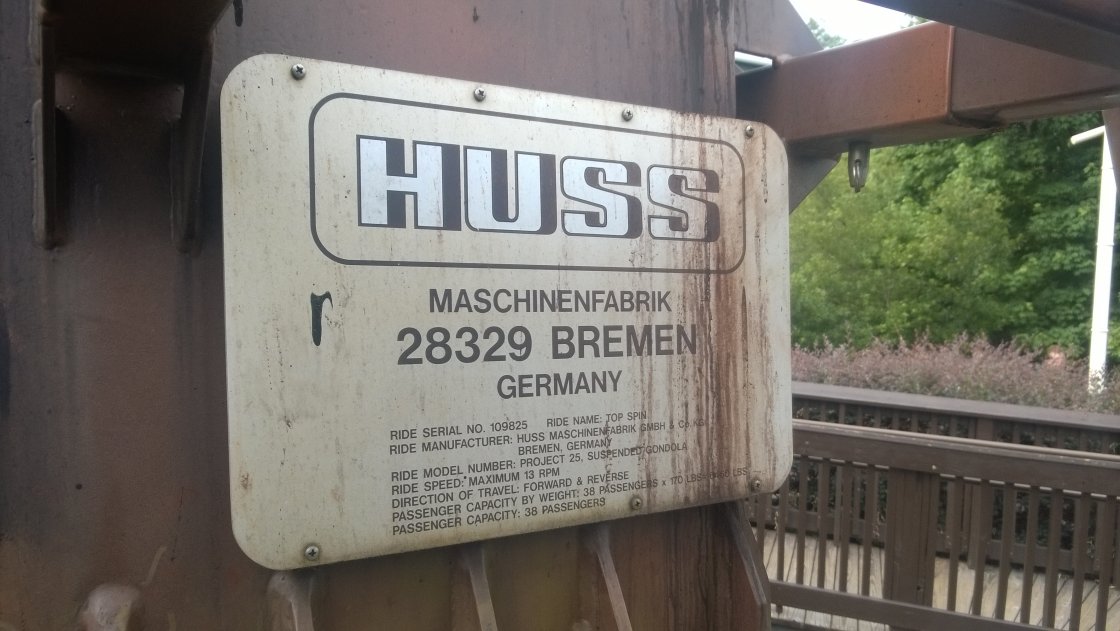 HUSS
MASCHINENFABRIK
28329 BREMEN
GERMANY
RIDE SERIAL NO. 109825 RIDE NAME: TOP SPIN
RIDE MANUFACTURER: HUSS MASCHINENFABRIK GMBH & Co.KG
BREMEN, GERMANY
RIDE MODEL NUMBER: PROJECT 25, SUSPENDED GONDOLA
RIDE SPEED: MAXIMUM 13 RPM
DIRECTION OF TRAVEL: FORWARD & REVERSE
PASSENGER CAPACITY BY WEIGHT: 38 PASSENGERS x 170 LBS LBS
PASSENGER CAPACITY: 38 PASSENGERS